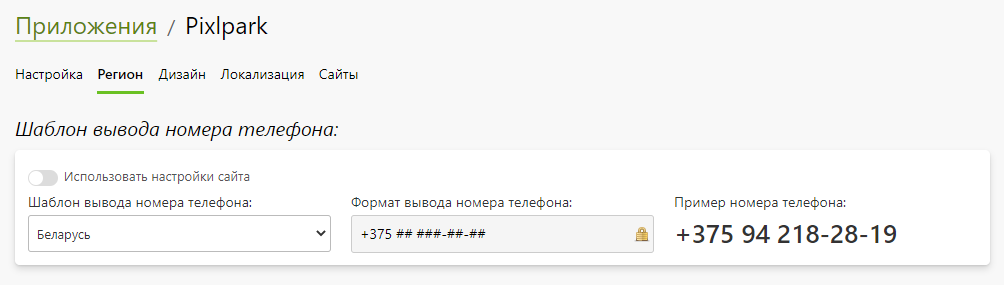 Приложения / Pixlpark
Настройка Регион Дизайн Локализация Сайты
Шаблон вывода номера телефона:
Использовать настройки сайта
Шаблон вывода номера телефона: Формат вывода номера телефона: Пример номера телефона:
Беларусь +375 ## ###-##-## +375 94 218-28-19